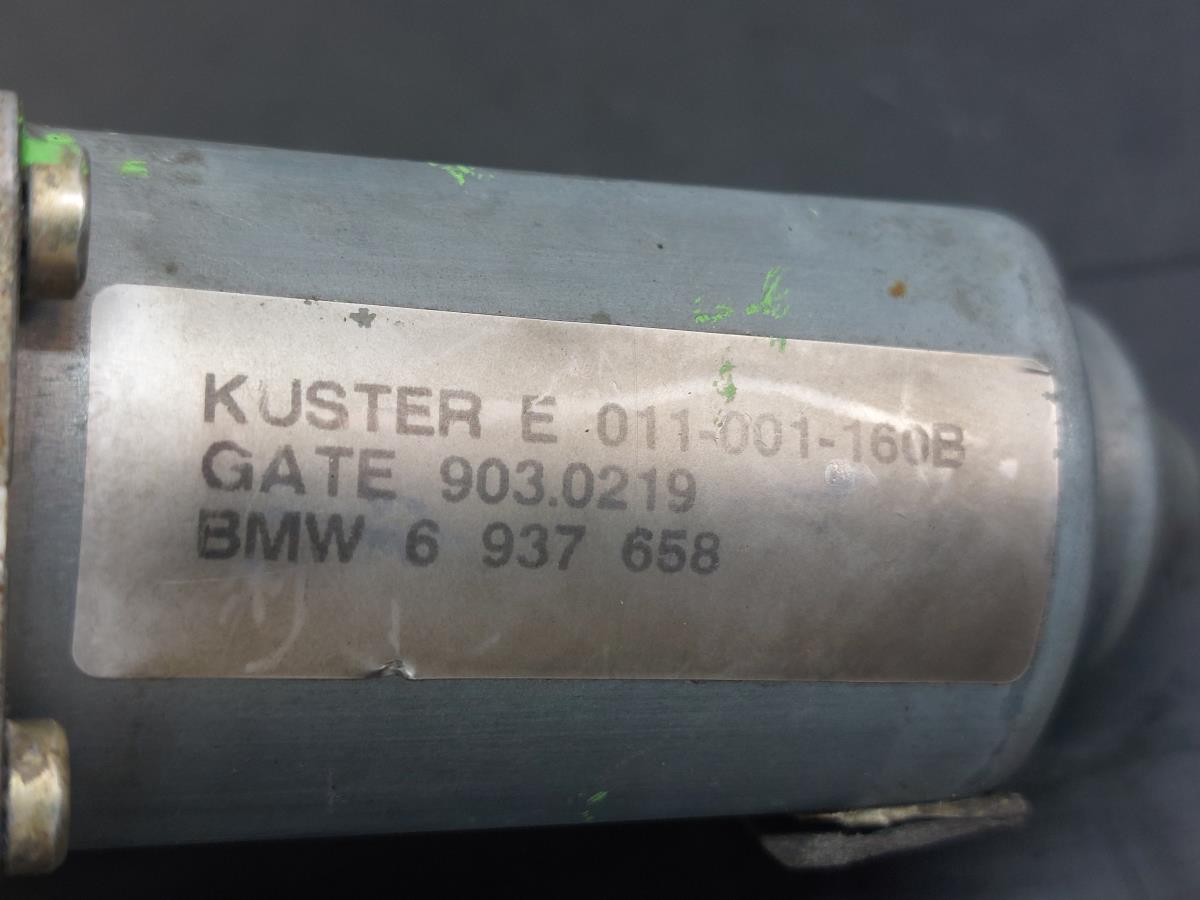 KUSTER E 011-001-160B
GATE 903.0219
BMW 6 937 658